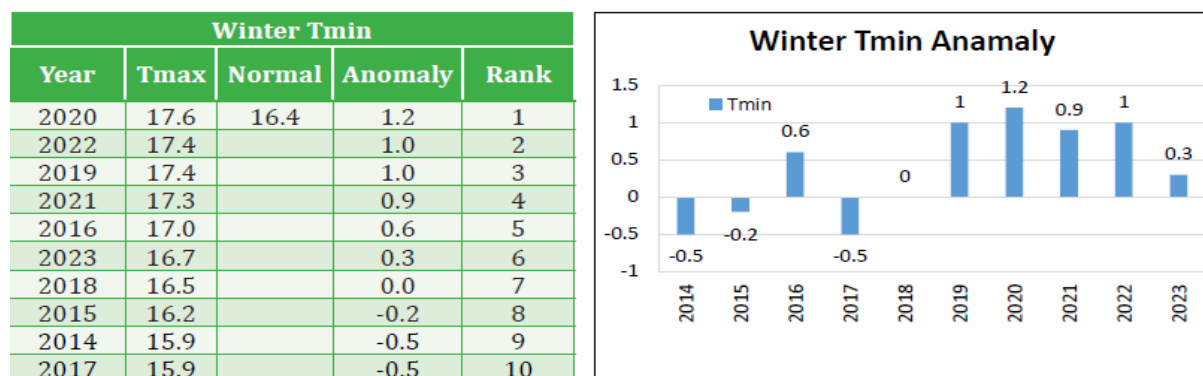 Winter Tmin
Year Tmax Normal Anomaly Rank
2020 17.6 16.4 1.2 1
2022 17.4 1.0 2
2019 17.4 1.0 3
2021 17.3 0.9 4
2016 17.0 0.6 5
2023 16.7 0.3 6
2018 16.5 0.0 7
2015 16.2 -0.2 8
2014 15.9 -0.5 9
2017 15.9 -0.5 10
Winter Tmin Anamaly
Tmin
1.5
1
0.5
0
-0.5
-1
-0.5
-0.2
0.6
-0.5
0
1
1.2
0.9
1
0.3
2014 2015 2016 2017 2018 2019 2020 2021 2022 2023